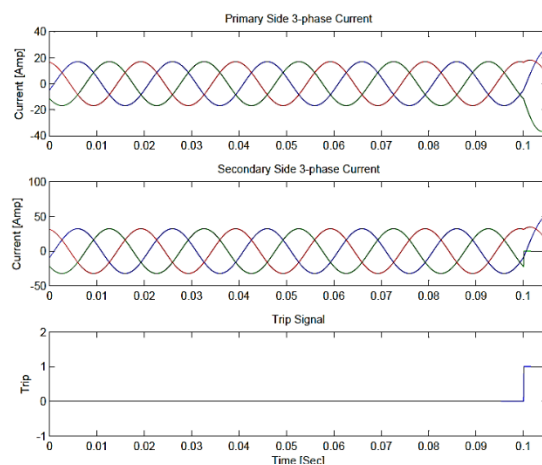 Primary Side 3-phase Current
40
20
0
-20
-40
Current [Amp]
0 0.01 0.02 0.03 0.04 0.05 0.06 0.07 0.08 0.09 0.1
Secondary Side 3-phase Current
100
50
0
-50
Current [Amp]
0 0.01 0.02 0.03 0.04 0.05 0.06 0.07 0.08 0.09 0.1
Trip Signal
2
1
0
-1
Trip
0 0.01 0.02 0.03 0.04 0.05 0.06 0.07 0.08 0.09 0.1
Time [Sec]